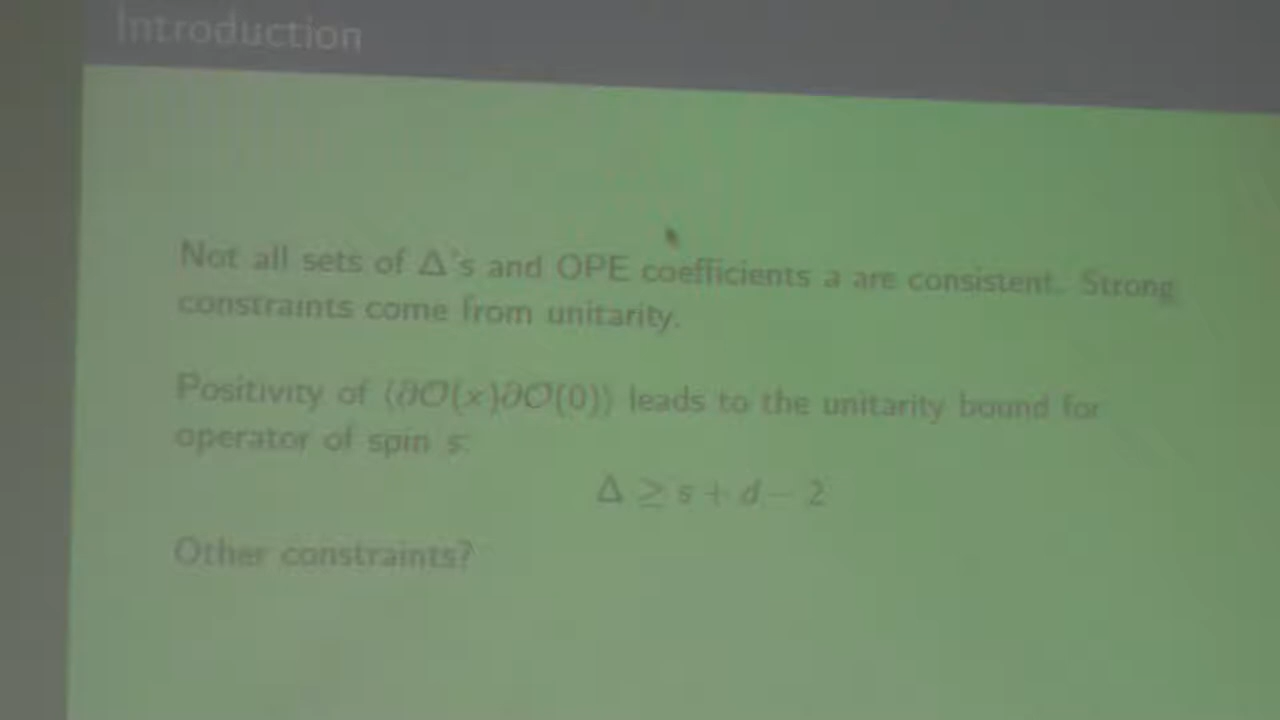 Introduction
Not all sets of Δ's and OPE coefficients a are consistent. Strong
constraints come from unitarity.
Positivity of ⟨∂O(x)∂O(0)⟩ leads to the unitarity bound for
operator of spin s:
Δ ≥ s + d − 2
Other constraints?